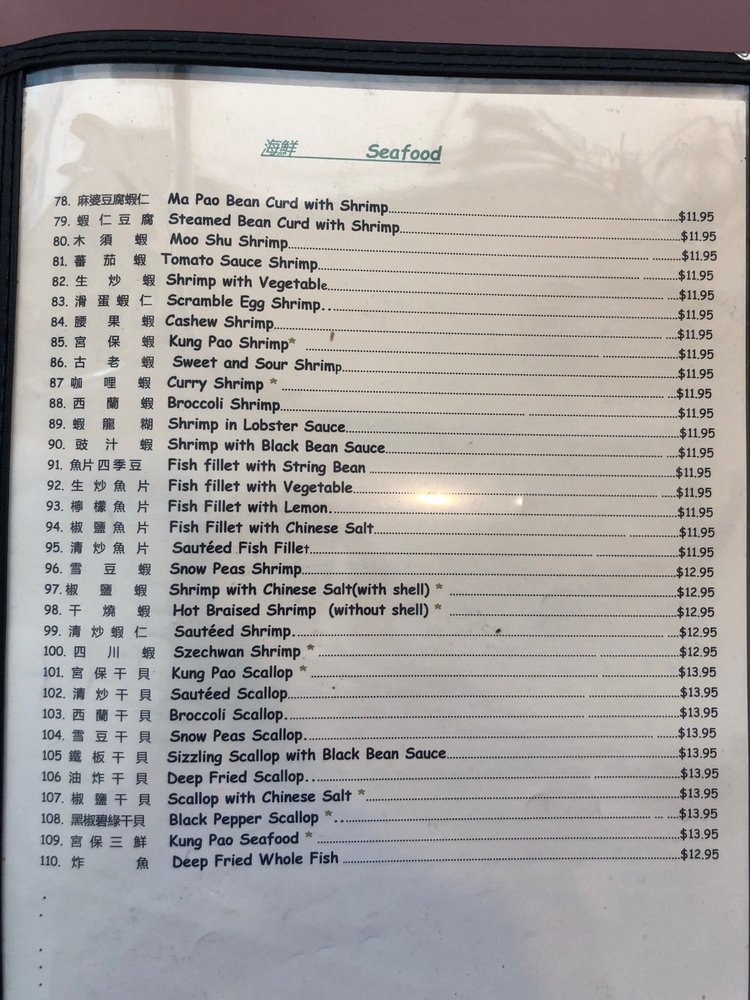 海鮮 Seafood
78. 麻婆豆腐蝦仁 Ma Pao Bean Curd with Shrimp $11.95
79. 蝦仁豆腐 Steamed Bean Curd with Shrimp $11.95
80. 木須蝦 Moo Shu Shrimp $11.95
81. 蕃茄蝦 Tomato Sauce Shrimp $11.95
82. 生炒蝦 Shrimp with Vegetable $11.95
83. 滑蛋蝦仁 Scramble Egg Shrimp $11.95
84. 腰果蝦 Cashew Shrimp $11.95
85. 宮保蝦 Kung Pao Shrimp* $11.95
86. 古老蝦 Sweet and Sour Shrimp $11.95
87 咖哩蝦 Curry Shrimp * $11.95
88. 西蘭蝦 Broccoli Shrimp $11.95
89. 蝦龍糊 Shrimp in Lobster Sauce $11.95
90. 豉汁蝦 Shrimp with Black Bean Sauce $11.95
91. 魚片四季豆 Fish fillet with String Bean $11.95
92. 生炒魚片 Fish fillet with Vegetable $11.95
93. 檸檬魚片 Fish Fillet with Lemon $11.95
94. 椒鹽魚片 Fish Fillet with Chinese Salt $11.95
95. 清炒魚片 Sautéed Fish Fillet $11.95
96. 雪豆蝦 Snow Peas Shrimp $12.95
97. 椒鹽蝦 Shrimp with Chinese Salt(with shell) * $12.95
98. 干燒蝦 Hot Braised Shrimp (without shell) * $12.95
99. 清炒蝦仁 Sautéed Shrimp $12.95
100. 四川蝦 Szechwan Shrimp * $12.95
101. 宮保干貝 Kung Pao Scallop * $13.95
102. 清炒干貝 Sautéed Scallop $13.95
103. 西蘭干貝 Broccoli Scallop $13.95
104. 雪豆干貝 Snow Peas Scallop $13.95
105 鐵板干貝 Sizzling Scallop with Black Bean Sauce $13.95
106 油炸干貝 Deep Fried Scallop $13.95
107. 椒鹽干貝 Scallop with Chinese Salt * $13.95
108. 黑椒碧綠干貝 Black Pepper Scallop * $13.95
109. 宮保三鮮 Kung Pao Seafood * $13.95
110. 炸魚 Deep Fried Whole Fish $12.95